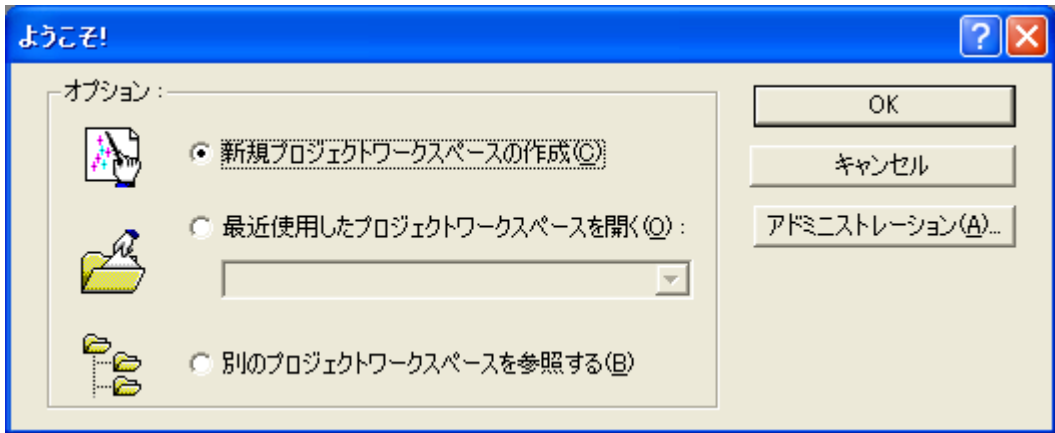 ようこそ!
オプション :
新規プロジェクトワークスペースの作成(C)
最近使用したプロジェクトワークスペースを開く(O) :
別のプロジェクトワークスペースを参照する(B)
OK
キャンセル
アドミニストレーション(A)...